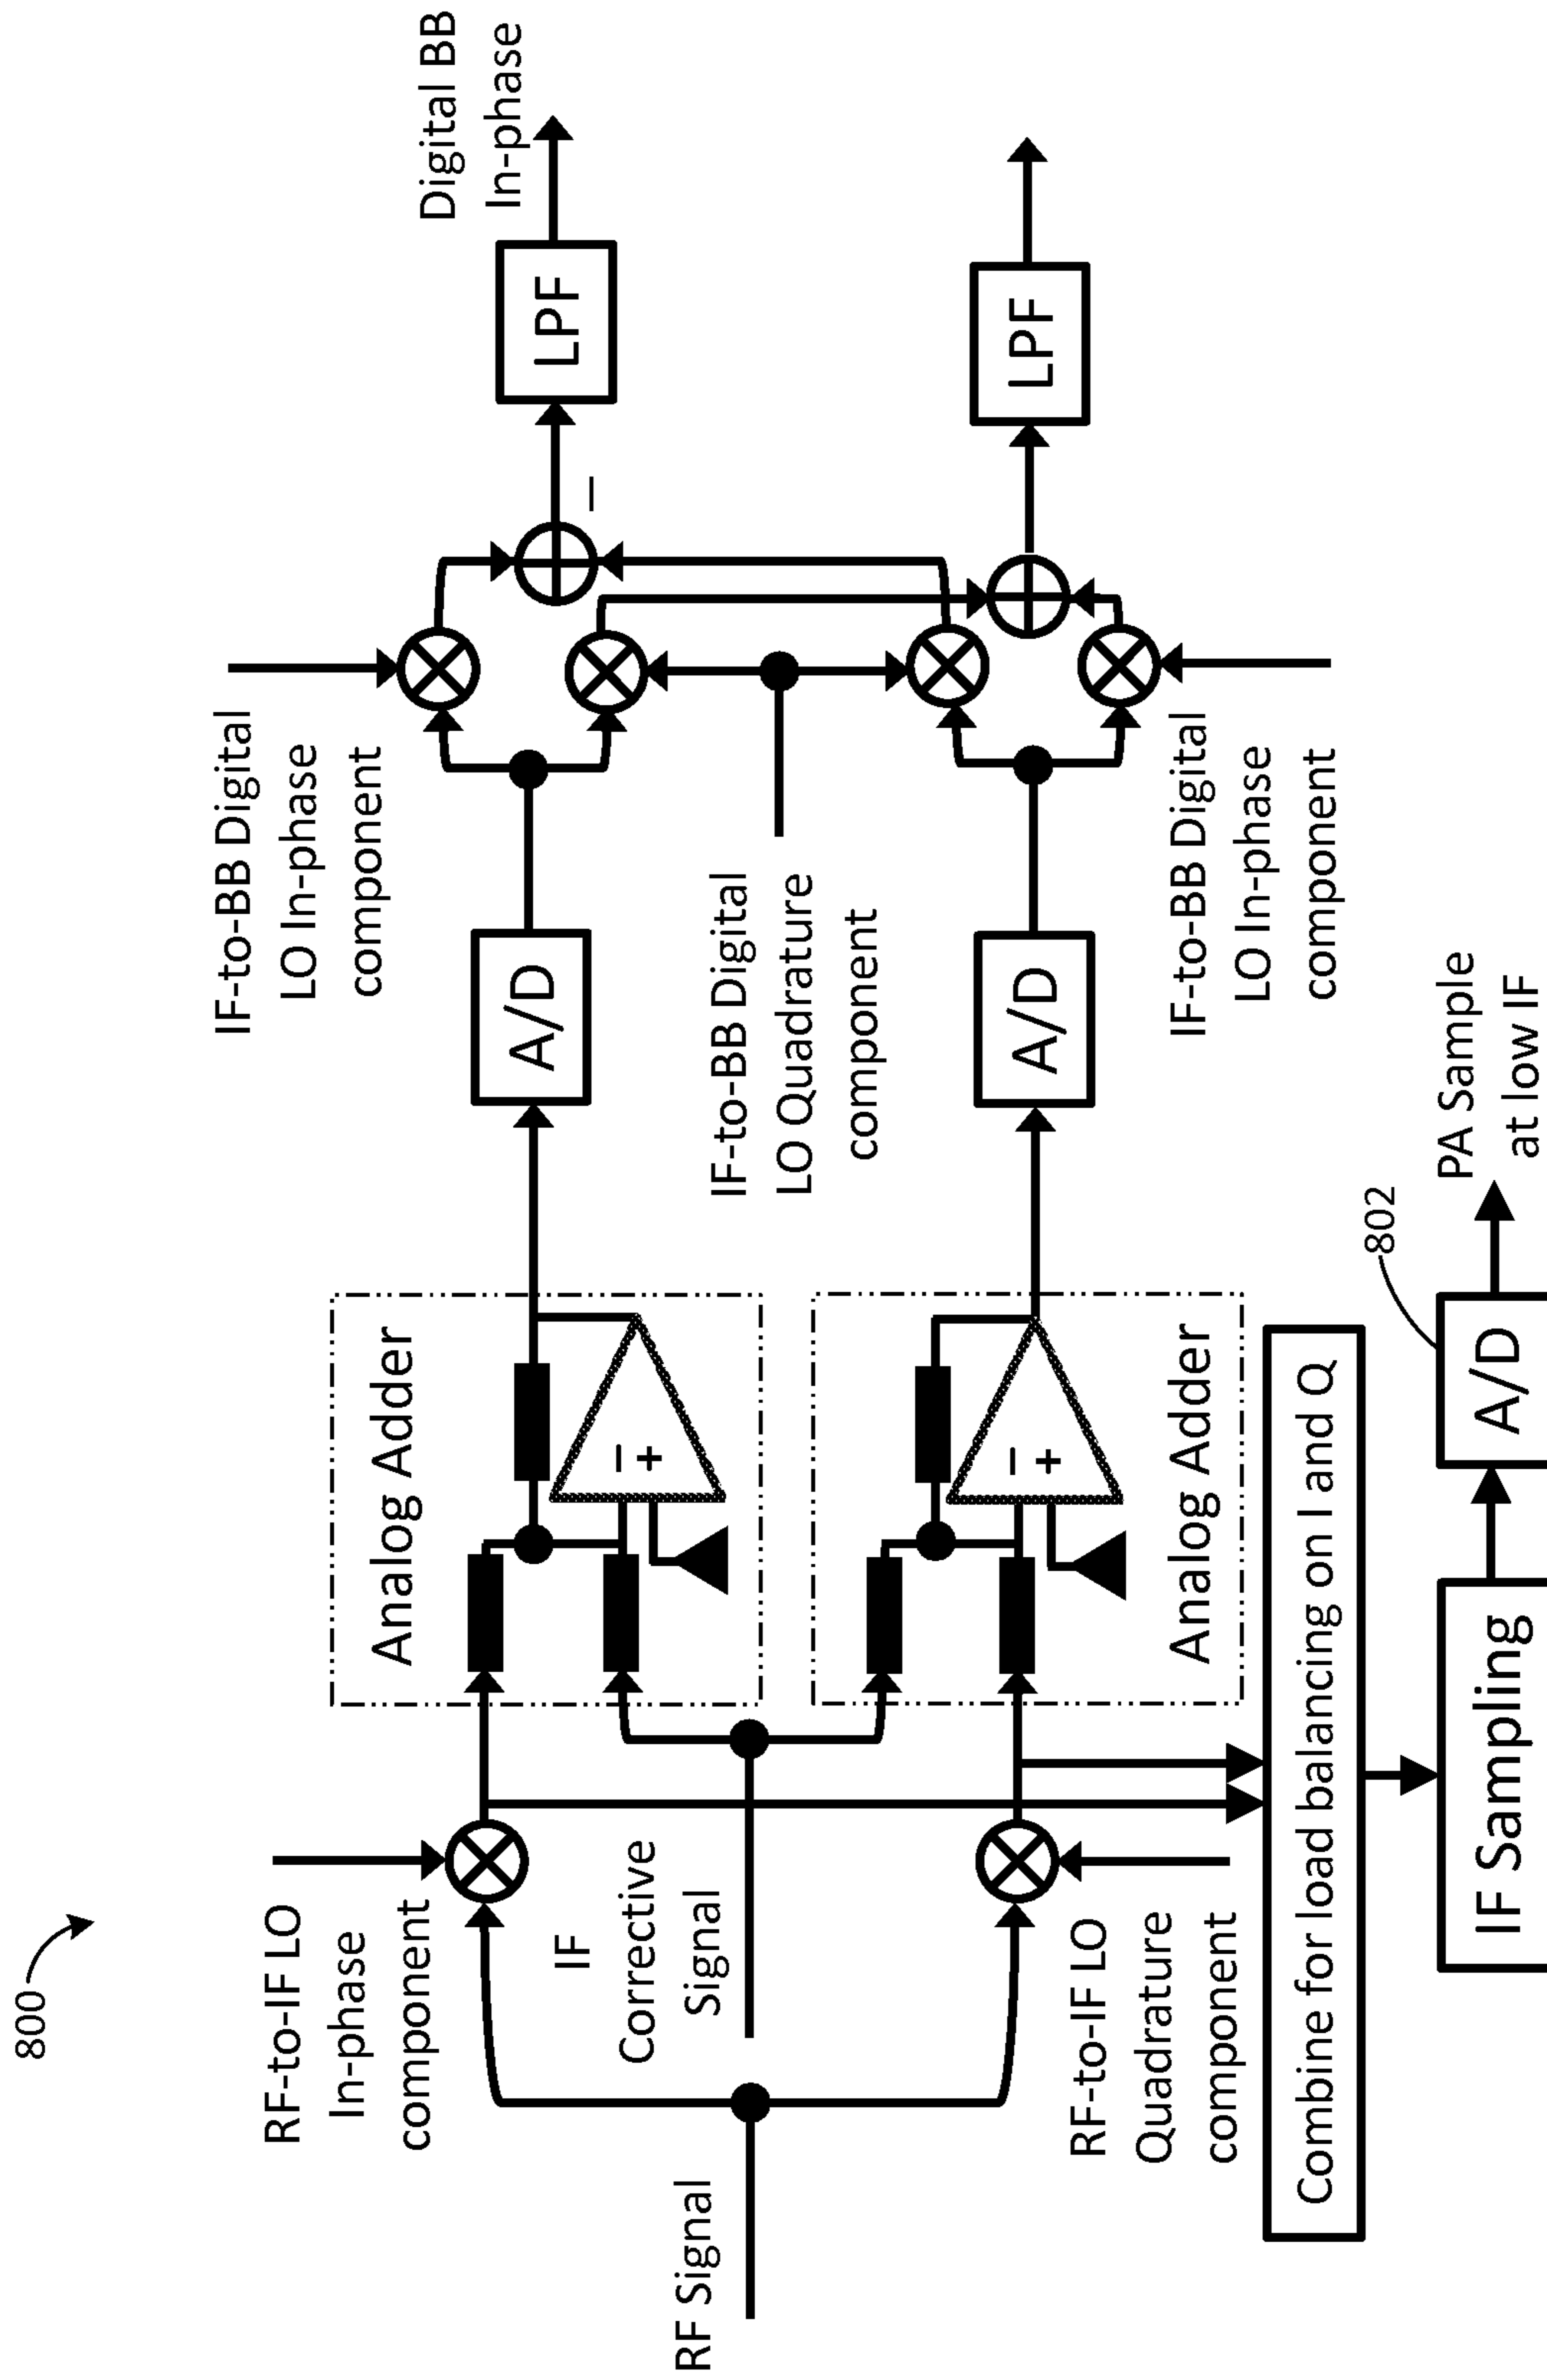 800
RF-to-IF LO
In-phase
component
IF-to-BB Digital
LO In-phase
component
Digital BB
In-phase
Analog Adder
−
+
A/D
−
LPF
RF Signal
IF
Corrective
Signal
IF-to-BB Digital
LO Quadrature
component
−
+
Analog Adder
A/D
LPF
RF-to-IF LO
Quadrature
component
IF-to-BB Digital
LO In-phase
component
Combine for load balancing on I and Q
802
PA Sample
at low IF
IF Sampling
A/D